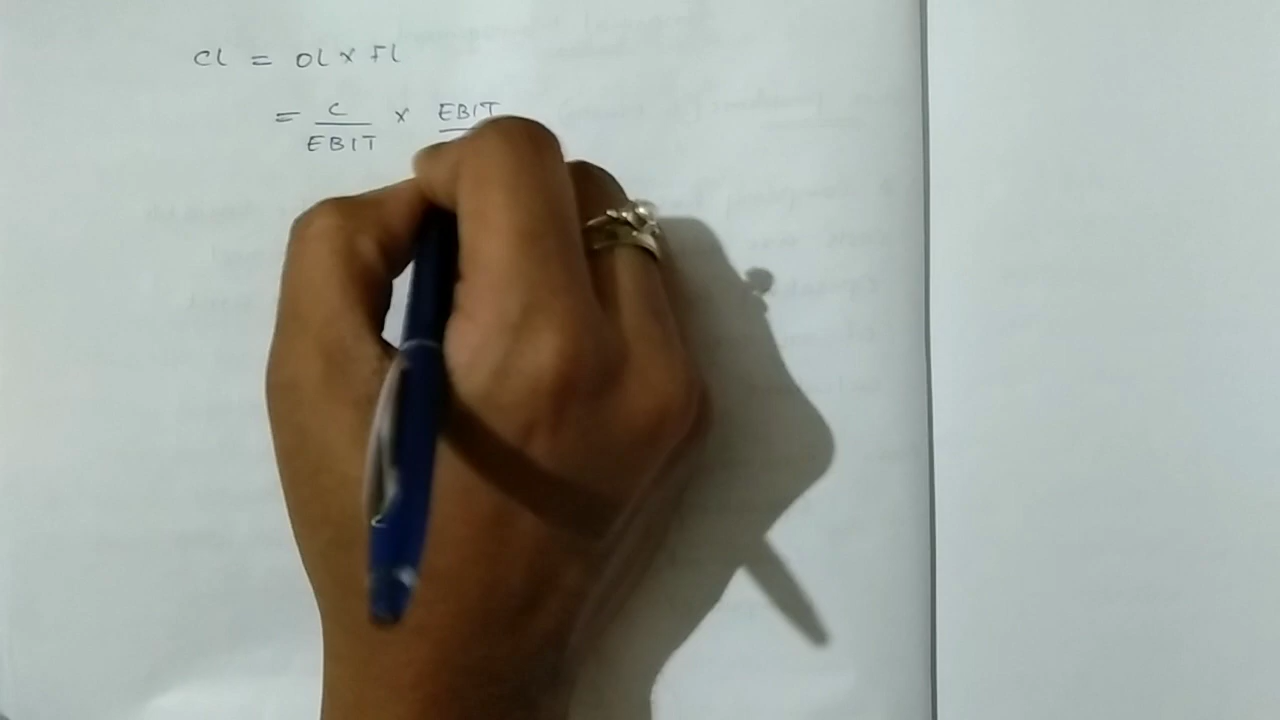 CL = OL × FL
= C / EBIT × EBIT